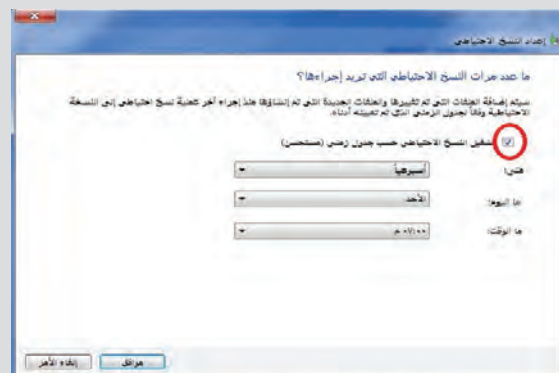 إعداد النسخ الاحتياطي
ما عدد مرات النسخ الاحتياطي التي تريد إجراءها؟
سيتم إضافة الملفات التي تم تغييرها والملفات الجديدة التي تم إنشاؤها منذ إجراء آخر عملية نسخ احتياطي إلى النسخة
الاحتياطية وفقاً لجدول الزمني الذي تم تعيينه أدناه.
تشغيل النسخ الاحتياطي حسب جدول زمني (مستحسن)
متى:
أسبوعياً
ما اليوم:
الأحد
ما الوقت:
٠٧:٠٠ م
موافق
إلغاء الأمر